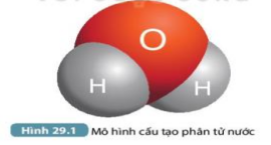 O
H H
Hình 29.1 Mô hình cấu tạo phân tử nước